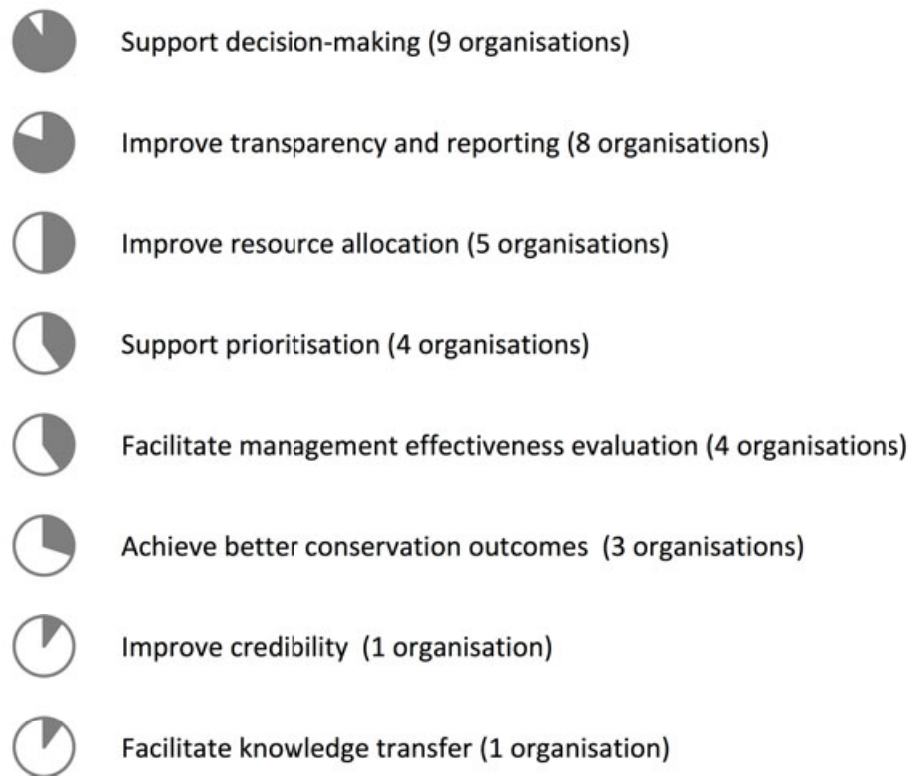 Support decision-making (9 organisations)
Improve transparency and reporting (8 organisations)
Improve resource allocation (5 organisations)
Support prioritisation (4 organisations)
Facilitate management effectiveness evaluation (4 organisations)
Achieve better conservation outcomes  (3 organisations)
Improve credibility  (1 organisation)
Facilitate knowledge transfer (1 organisation)